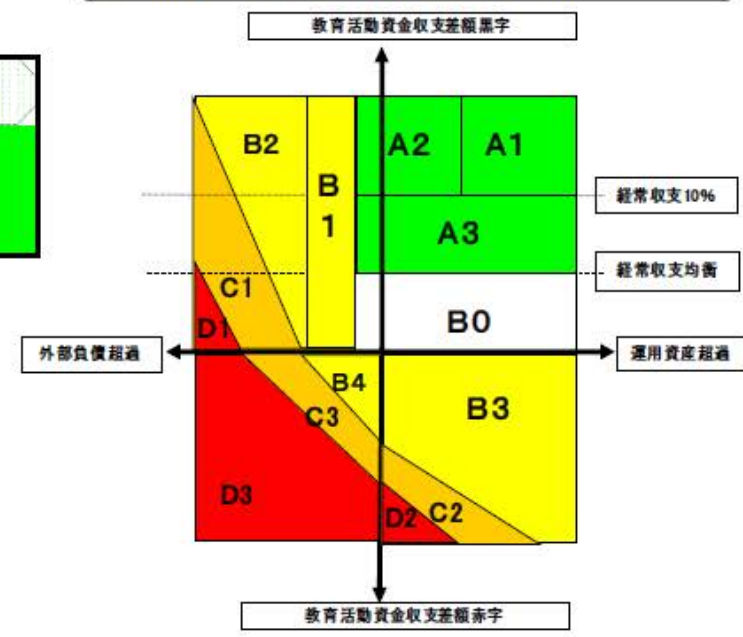 教育活動資金収支差額黒字
B2
B
1
A2
A1
経常収支10%
A3
経常収支均衡
C1
D1
B0
外部負債超過
運用資産超過
B4
B3
C3
D3
D2
C2
教育活動資金収支差額赤字